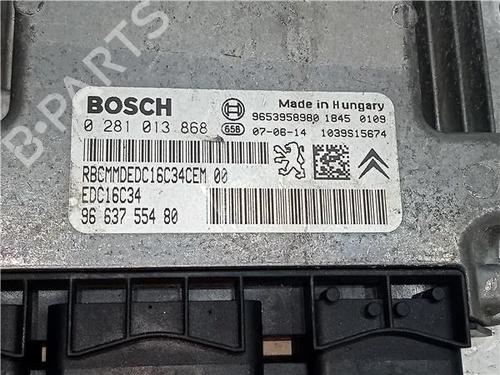 B-PARTS
BOSCH
Made in Hungary
9653958980 1845 0109
0 281 013 868
658 07-08-14 1039S15674
RBCMMDEDC16C34CEM 00
EDC16C34
96 637 554 80